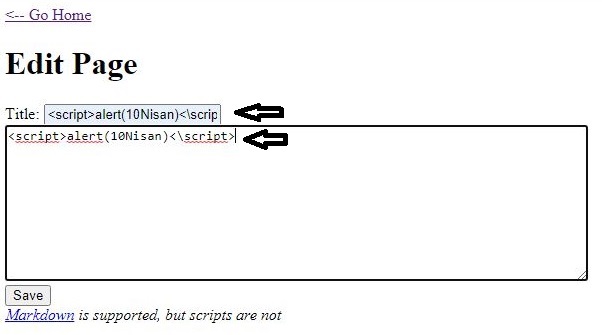 <-- Go Home
Edit Page
Title: <script>alert(10Nisan)<\scrip
<script>alert(10Nisan)<\script>
Save
Markdown is supported, but scripts are not